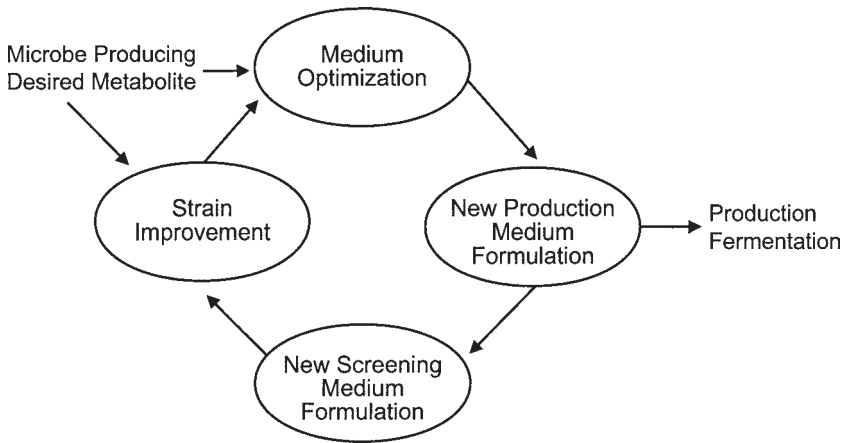 Microbe Producing
Desired Metabolite
Medium
Optimization
Strain
Improvement
New Production
Medium
Formulation
Production
Fermentation
New Screening
Medium
Formulation